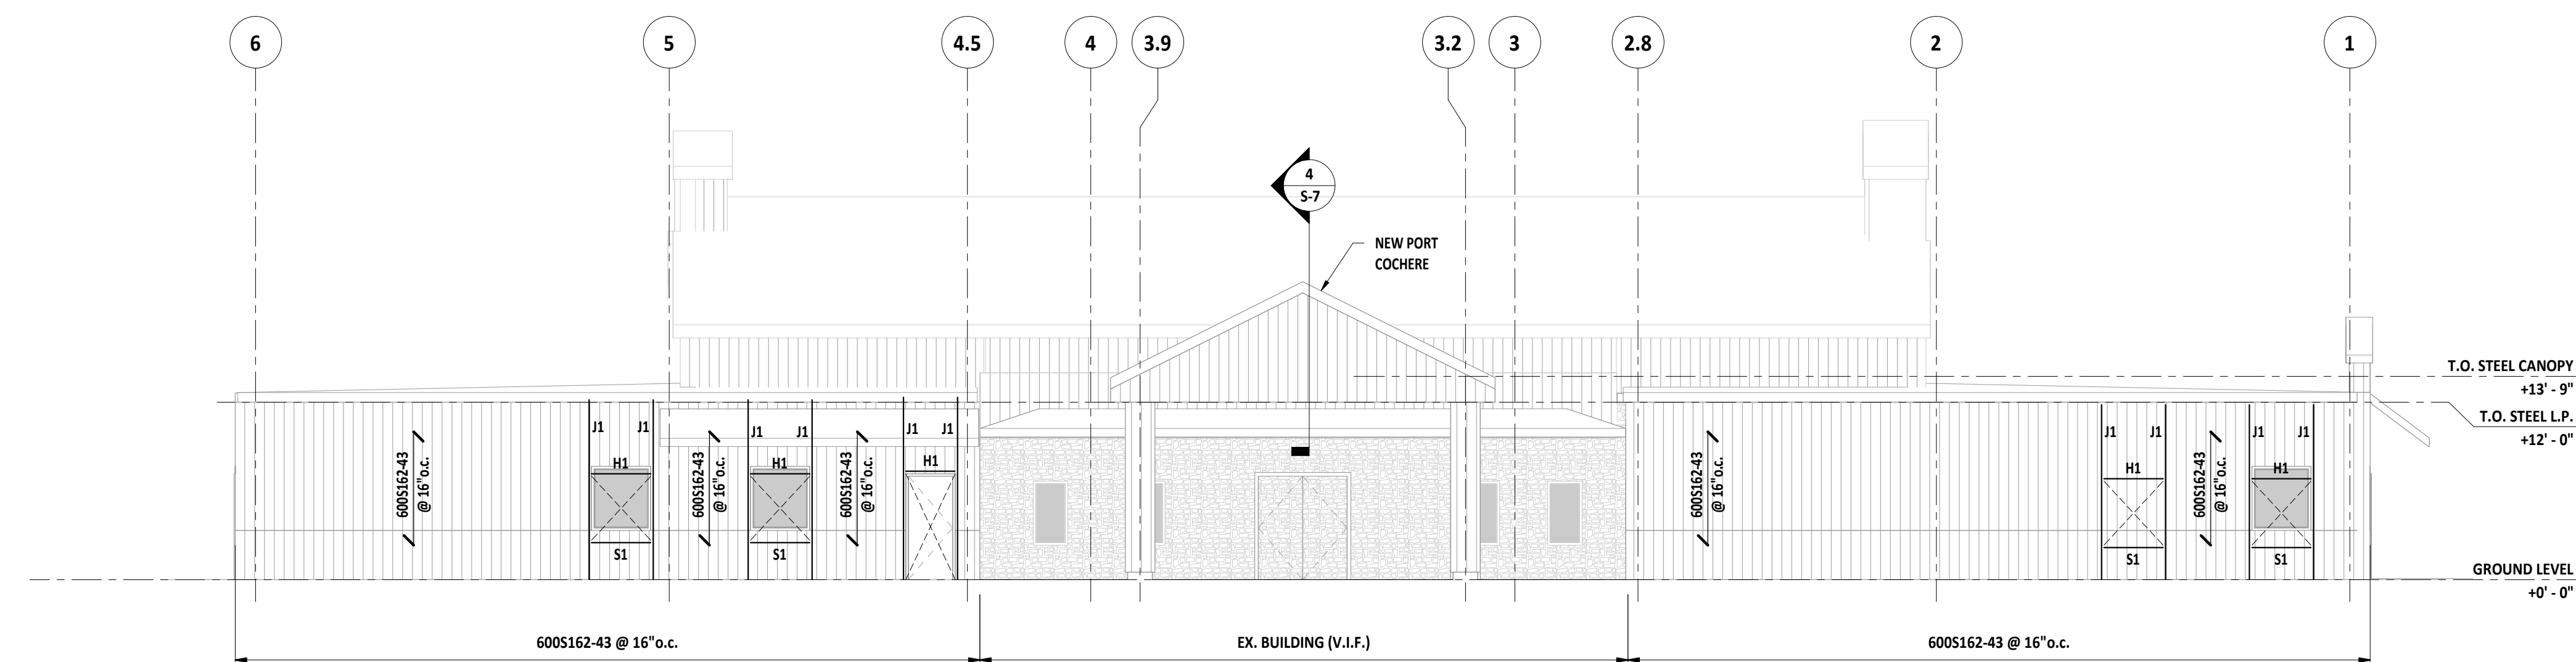 6
5
4.5
4
3.9
3.2
3
2.8
2
1
4
S-7
NEW PORT
COCHERE
T.O. STEEL CANOPY
+13' - 9"
T.O. STEEL L.P.
+12' - 0"
600S162-43
@ 16"o.c.
J1
J1
H1
S1
600S162-43
@ 16"o.c.
J1
J1
H1
S1
600S162-43
@ 16"o.c.
J1
J1
H1
600S162-43
@ 16"o.c.
J1
J1
H1
S1
600S162-43
@ 16"o.c.
J1
J1
H1
S1
GROUND LEVEL
+0' - 0"
600S162-43 @ 16"o.c.
EX. BUILDING (V.I.F.)
600S162-43 @ 16"o.c.